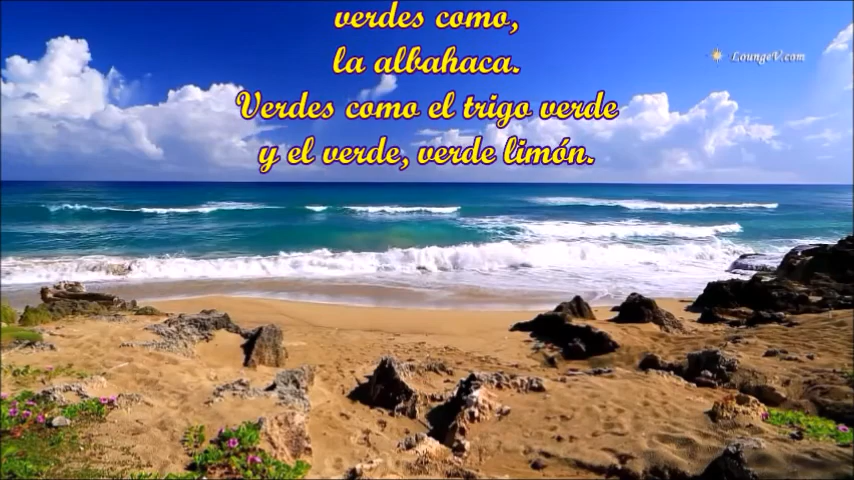 verdes como,
la albahaca.
Verdes como el trigo verde
y el verde, verde limón.
LoungeV.com